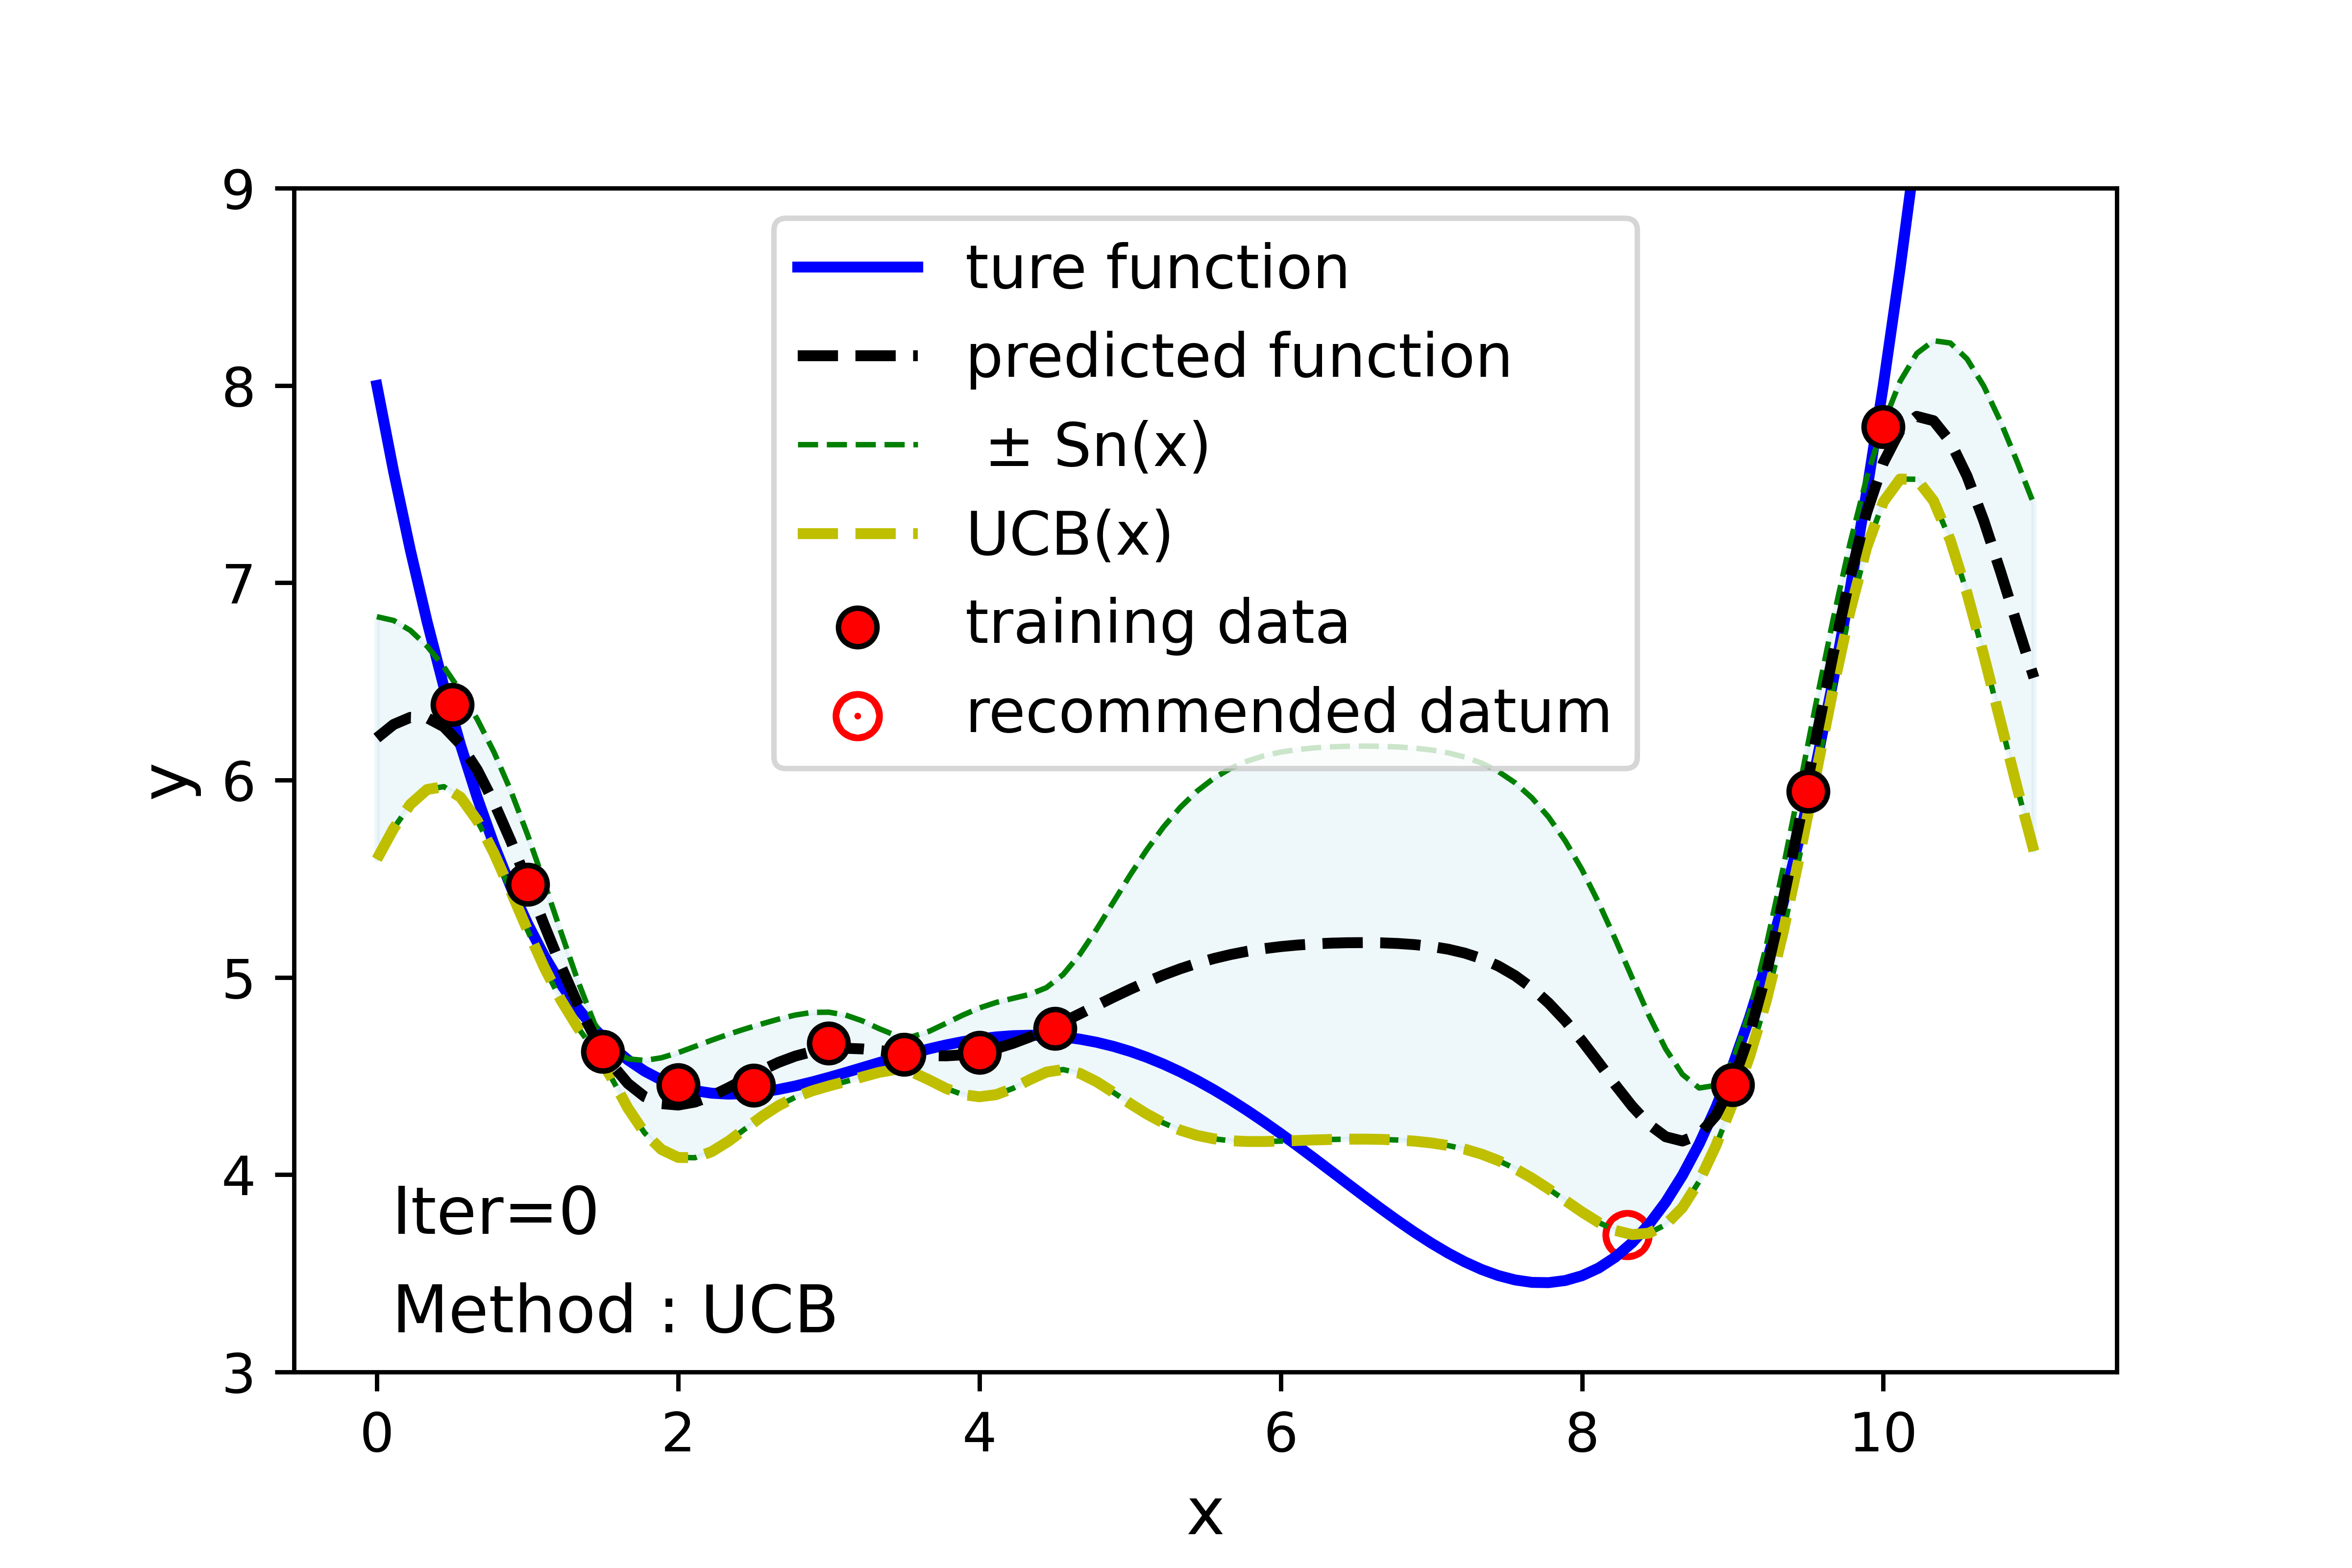 9
8
7
6
5
4
3
y
ture function
predicted function
± Sn(x)
UCB(x)
training data
recommended datum
Iter=0
Method : UCB
0 2 4 6 8 10
x